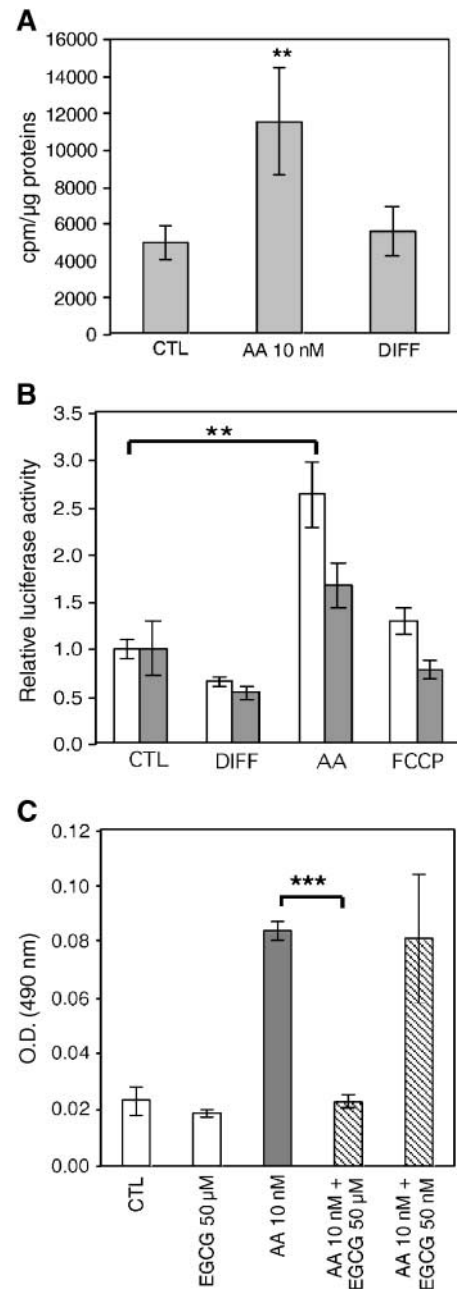 A
16000
14000
12000
10000
8000
6000
4000
2000
0
cpm/µg proteins
**
CTL AA 10 nM DIFF
B
3.5
3.0
2.5
2.0
1.5
1.0
0.5
0.0
Relative luciferase activity
**
CTL DIFF AA FCCP
C
0.12
0.10
0.08
0.06
0.04
0.02
0.00
O.D. (490 nm)
***
CTL
EGCG 50 µM
AA 10 nM
AA 10 nM +
EGCG 50 µM
AA 10 nM +
EGCG 50 nM